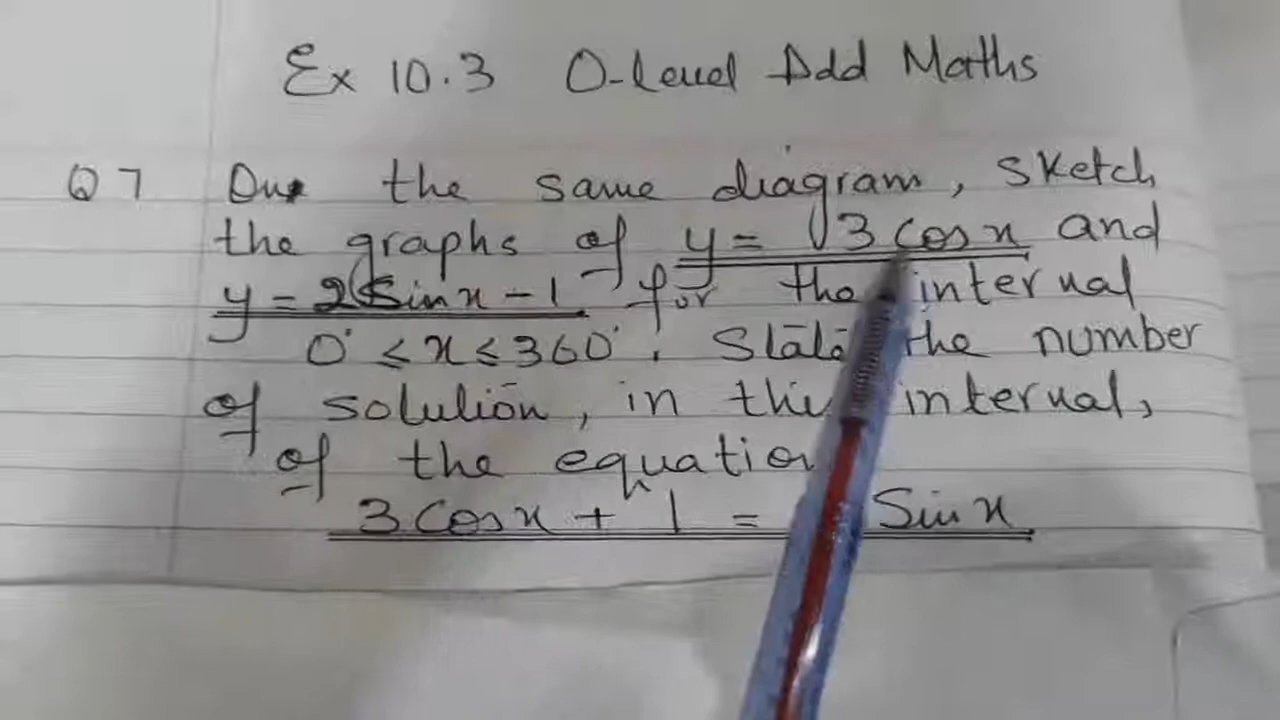 Ex 10.3 O-Level Add Maths
Q7 On the same diagram, sketch
the graphs of y = √3 cos x and
y = 2 Sin x - 1 for the interval
0° ≤ x ≤ 360°. State the number
of solution, in this interval,
of the equation
3 Cos x + 1 = Sin x